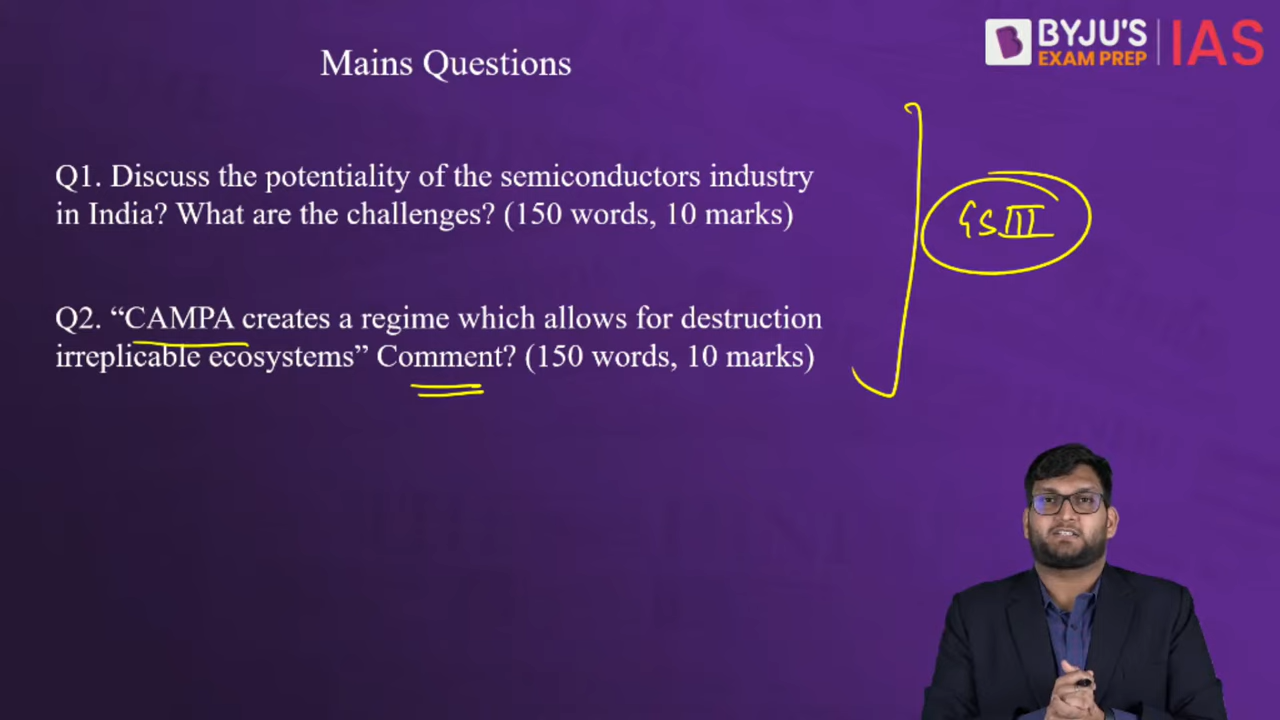 Mains Questions
BYJU'S
EXAM PREP
IAS
Q1. Discuss the potentiality of the semiconductors industry
in India? What are the challenges? (150 words, 10 marks)
GS III
Q2. “CAMPA creates a regime which allows for destruction
irreplicable ecosystems” Comment? (150 words, 10 marks)